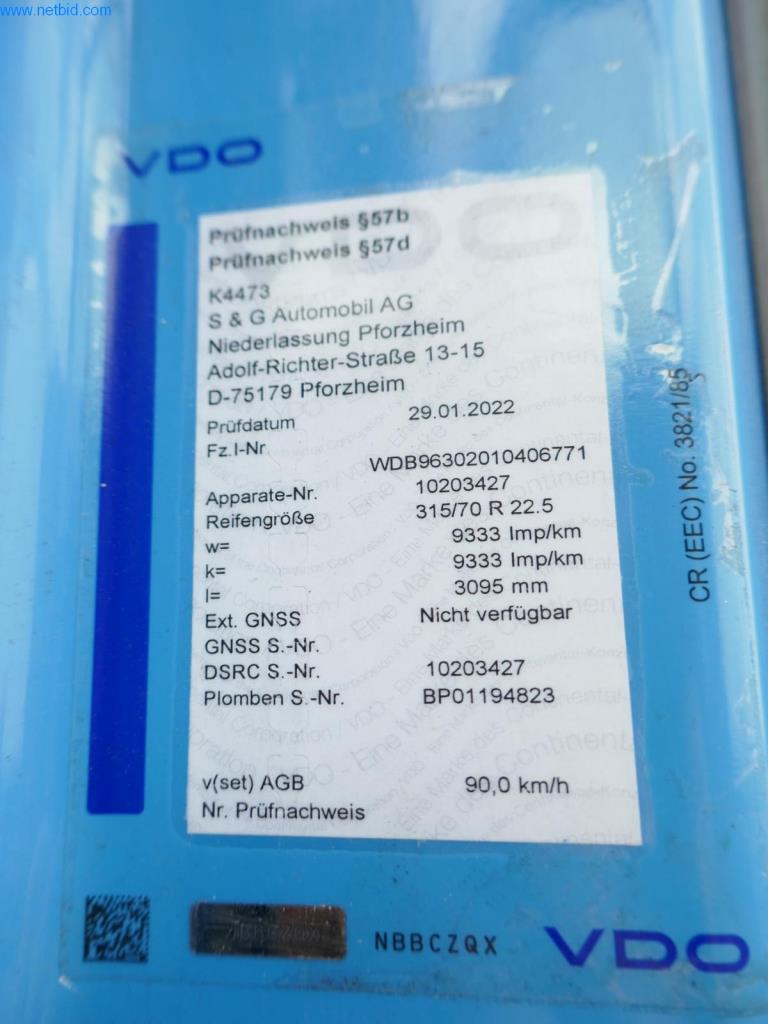 www.netbid.com
VDO
Prüfnachweis §57b
Prüfnachweis §57d
K4473
S & G Automobil AG
Niederlassung Pforzheim
Adolf-Richter-Straße 13-15
D-75179 Pforzheim
Prüfdatum 29.01.2022
Fz.I-Nr. WDB96302010406771
Apparate-Nr. 10203427
Reifengröße 315/70 R 22.5
w= 9333 Imp/km
k= 9333 Imp/km
l= 3095 mm
Ext. GNSS Nicht verfügbar
GNSS S.-Nr.
DSRC S.-Nr. 10203427
Plomben S.-Nr. BP01194823
v(set) AGB 90,0 km/h
Nr. Prüfnachweis
CR (EEC) No. 3821/85
NBBCZQX
VDO